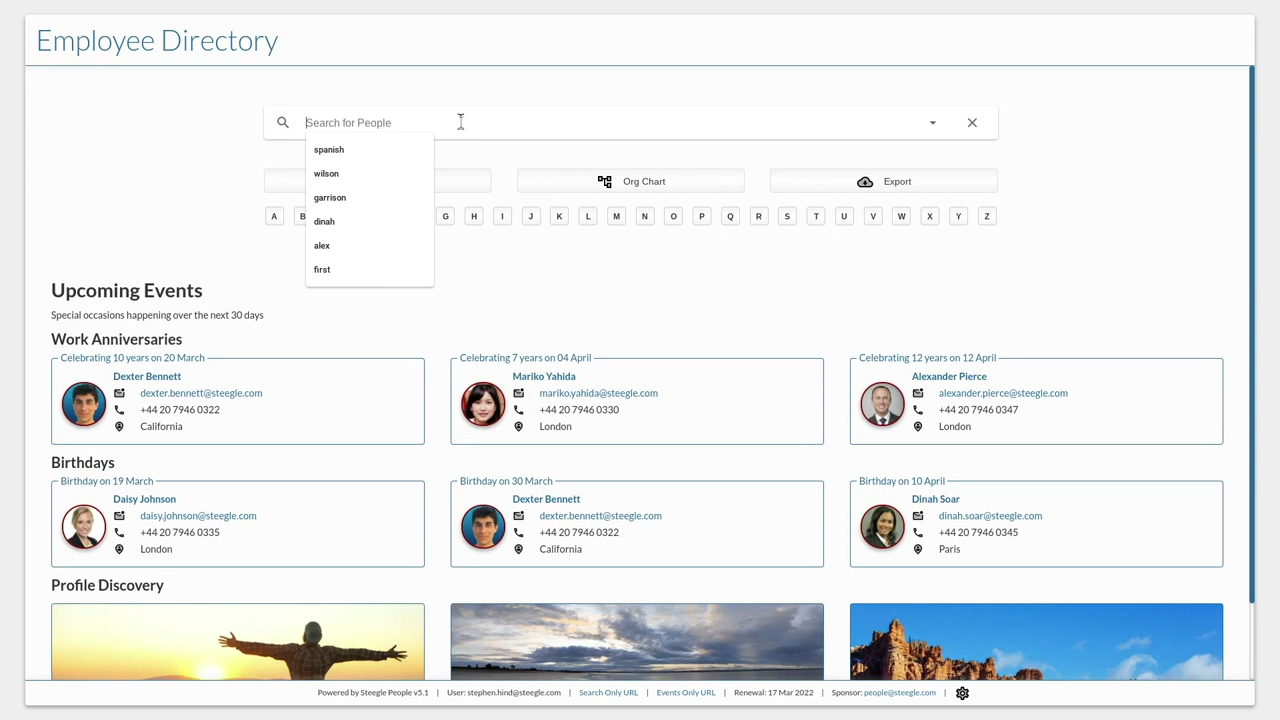 Employee Directory
Search for People
spanish
wilson
garrison
dinah
alex
first
Org Chart
Export
A B G H I J K L M N O P Q R S T U V W X Y Z
Upcoming Events
Special occasions happening over the next 30 days
Work Anniversaries
Celebrating 10 years on 20 March
Dexter Bennett
dexter.bennett@steegle.com
+44 20 7946 0322
California
Celebrating 7 years on 04 April
Mariko Yahida
mariko.yahida@steegle.com
+44 20 7946 0330
London
Celebrating 12 years on 12 April
Alexander Pierce
alexander.pierce@steegle.com
+44 20 7946 0347
London
Birthdays
Birthday on 19 March
Daisy Johnson
daisy.johnson@steegle.com
+44 20 7946 0335
London
Birthday on 30 March
Dexter Bennett
dexter.bennett@steegle.com
+44 20 7946 0322
California
Birthday on 10 April
Dinah Soar
dinah.soar@steegle.com
+44 20 7946 0345
Paris
Profile Discovery
Powered by Steegle People v5.1 | User: stephen.hind@steegle.com | Search Only URL | Events Only URL | Renewal: 17 Mar 2022 | Sponsor: people@steegle.com |